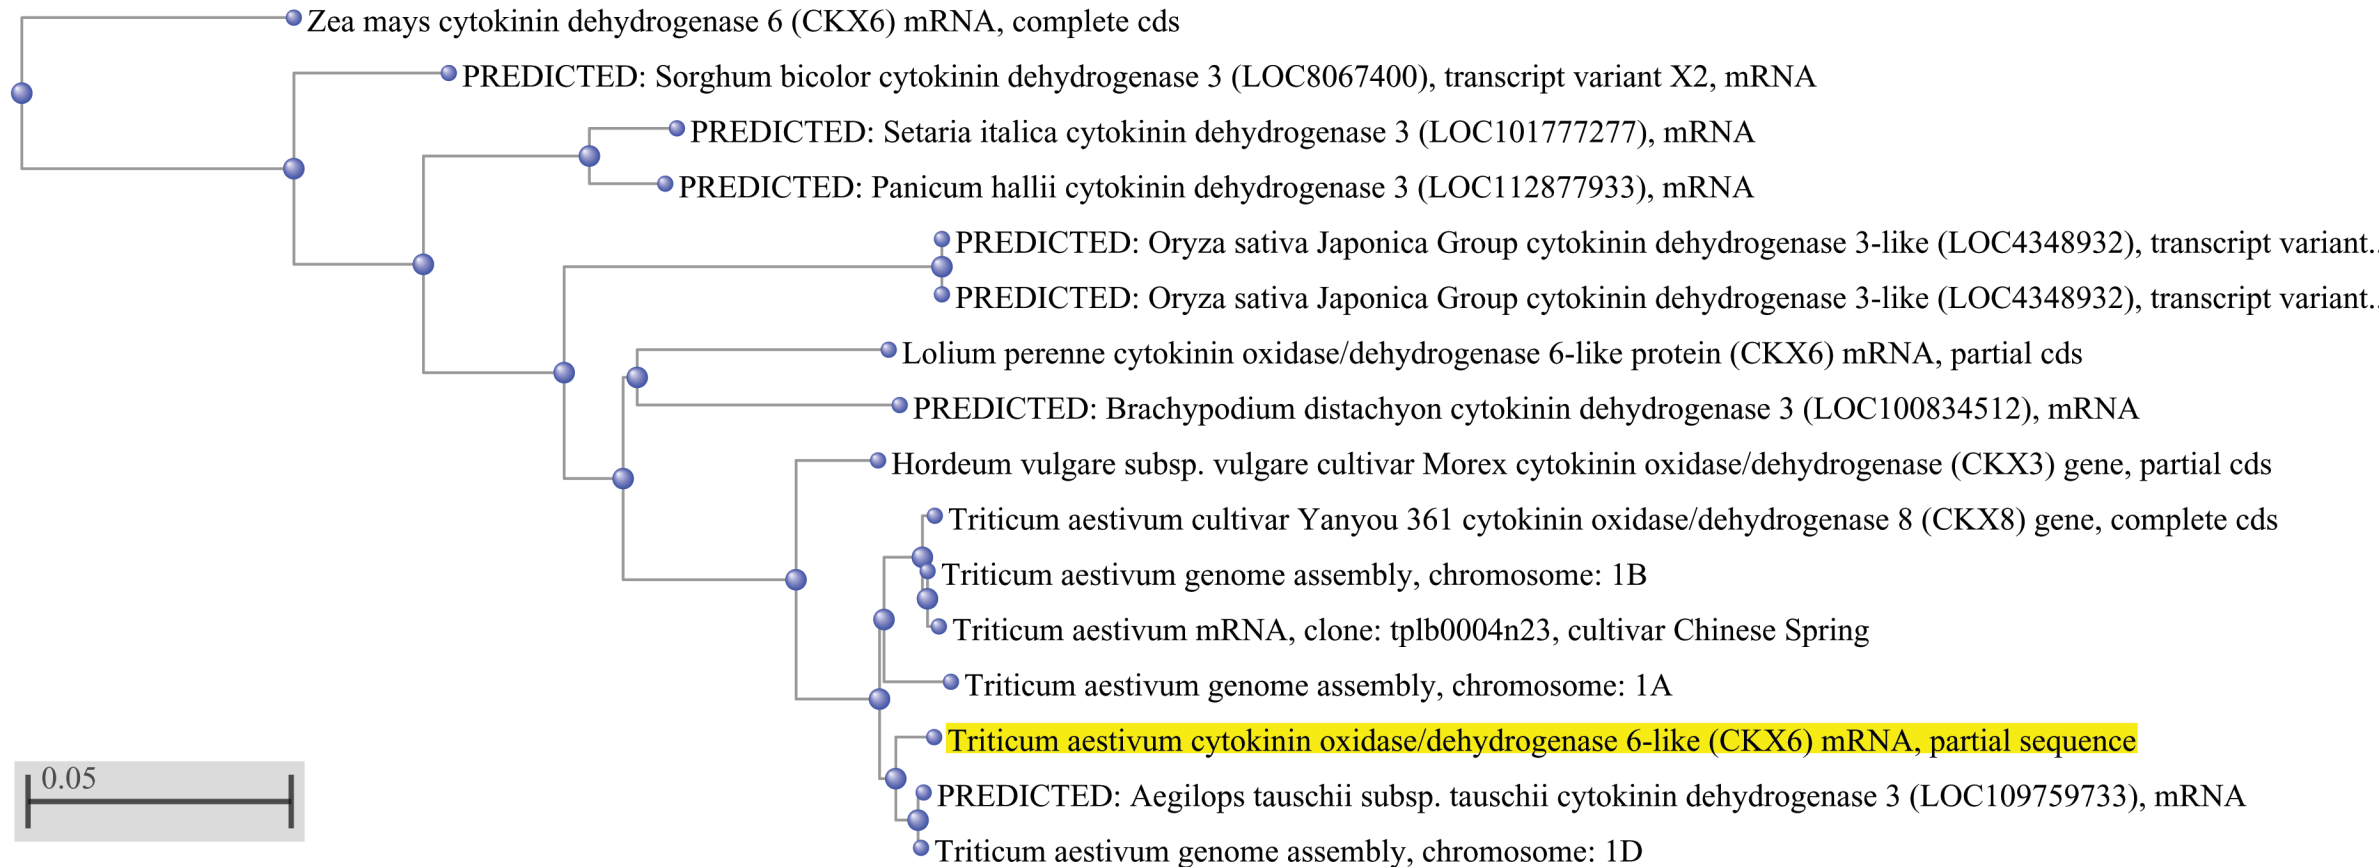 Zea mays cytokinin dehydrogenase 6 (CKX6) mRNA, complete cds
PREDICTED: Sorghum bicolor cytokinin dehydrogenase 3 (LOC8067400), transcript variant X2, mRNA
PREDICTED: Setaria italica cytokinin dehydrogenase 3 (LOC101777277), mRNA
PREDICTED: Panicum hallii cytokinin dehydrogenase 3 (LOC112877933), mRNA
PREDICTED: Oryza sativa Japonica Group cytokinin dehydrogenase 3-like (LOC4348932), transcript variant..
PREDICTED: Oryza sativa Japonica Group cytokinin dehydrogenase 3-like (LOC4348932), transcript variant..
Lolium perenne cytokinin oxidase/dehydrogenase 6-like protein (CKX6) mRNA, partial cds
PREDICTED: Brachypodium distachyon cytokinin dehydrogenase 3 (LOC100834512), mRNA
Hordeum vulgare subsp. vulgare cultivar Morex cytokinin oxidase/dehydrogenase (CKX3) gene, partial cds
Triticum aestivum cultivar Yanyou 361 cytokinin oxidase/dehydrogenase 8 (CKX8) gene, complete cds
Triticum aestivum genome assembly, chromosome: 1B
Triticum aestivum mRNA, clone: tplb0004n23, cultivar Chinese Spring
Triticum aestivum genome assembly, chromosome: 1A
Triticum aestivum cytokinin oxidase/dehydrogenase 6-like (CKX6) mRNA, partial sequence
0.05
PREDICTED: Aegilops tauschii subsp. tauschii cytokinin dehydrogenase 3 (LOC109759733), mRNA
Triticum aestivum genome assembly, chromosome: 1D